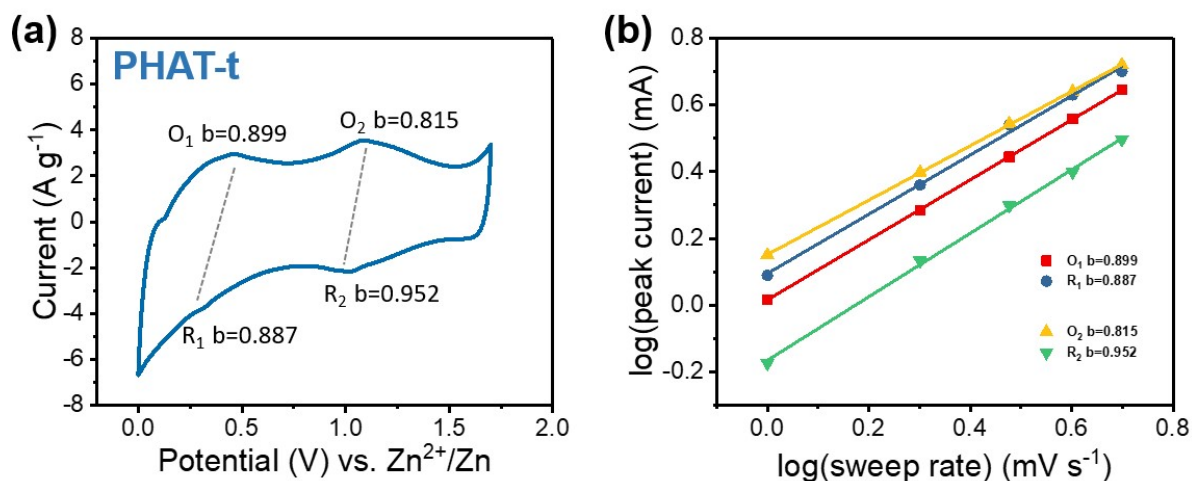 (a)
PHAT-t
O₁ b=0.899
O₂ b=0.815
R₁ b=0.887
R₂ b=0.952
Current (A g⁻¹)
8
6
4
2
0
-2
-4
-6
-8
0.0 0.5 1.0 1.5 2.0
Potential (V) vs. Zn²⁺/Zn
(b)
log(peak current) (mA)
0.8
0.6
0.4
0.2
0.0
-0.2
O₁ b=0.899
R₁ b=0.887
O₂ b=0.815
R₂ b=0.952
0.0 0.2 0.4 0.6 0.8
log(sweep rate) (mV s⁻¹)